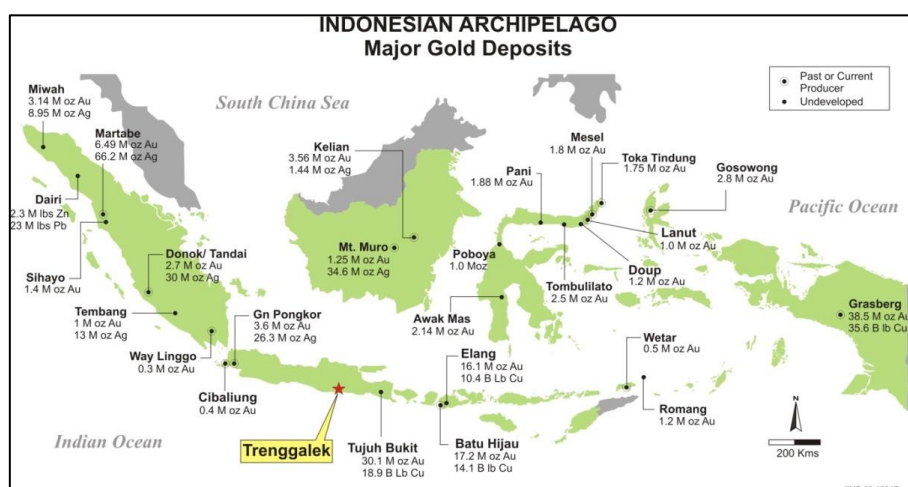 INDONESIAN ARCHIPELAGO
Major Gold Deposits
Past or Current
Producer
Undeveloped
South China Sea
Pacific Ocean
Indian Ocean
Miwah
3.14 M oz Au
8.95 M oz Ag
Martabe
6.49 M oz Au
66.2 M oz Ag
Dairi
2.3 M lbs Zn
23 M lbs Pb
Sihayo
1.4 M oz Au
Donok/ Tandai
2.7 M oz Au
30 M oz Ag
Tembang
1 M oz Au
13 M oz Ag
Way Linggo
0.3 M oz Au
Gn Pongkor
3.6 M oz Au
26.3 M oz Ag
Cibaliung
0.4 M oz Au
Trenggalek
Tujuh Bukit
30.1 M oz Au
18.9 B Lb Cu
Kelian
3.56 M oz Au
1.44 M oz Ag
Mt. Muro
1.25 M oz Au
34.6 M oz Ag
Elang
16.1 M oz Au
10.4 B Lb Cu
Batu Hijau
17.2 M oz Au
14.1 B lb Cu
Awak Mas
2.14 M oz Au
Poboya
1.0 Moz
Pani
1.88 M oz Au
Mesel
1.8 M oz Au
Toka Tindung
1.75 M oz Au
Gosowong
2.8 M oz Au
Lanut
1.0 M oz Au
Doup
1.2 M oz Au
Tombulilato
2.5 M oz Au
Wetar
0.5 M oz Au
Romang
1.2 M oz Au
Grasberg
38.5 M oz Au
35.6 B lb Cu
N
200 Kms